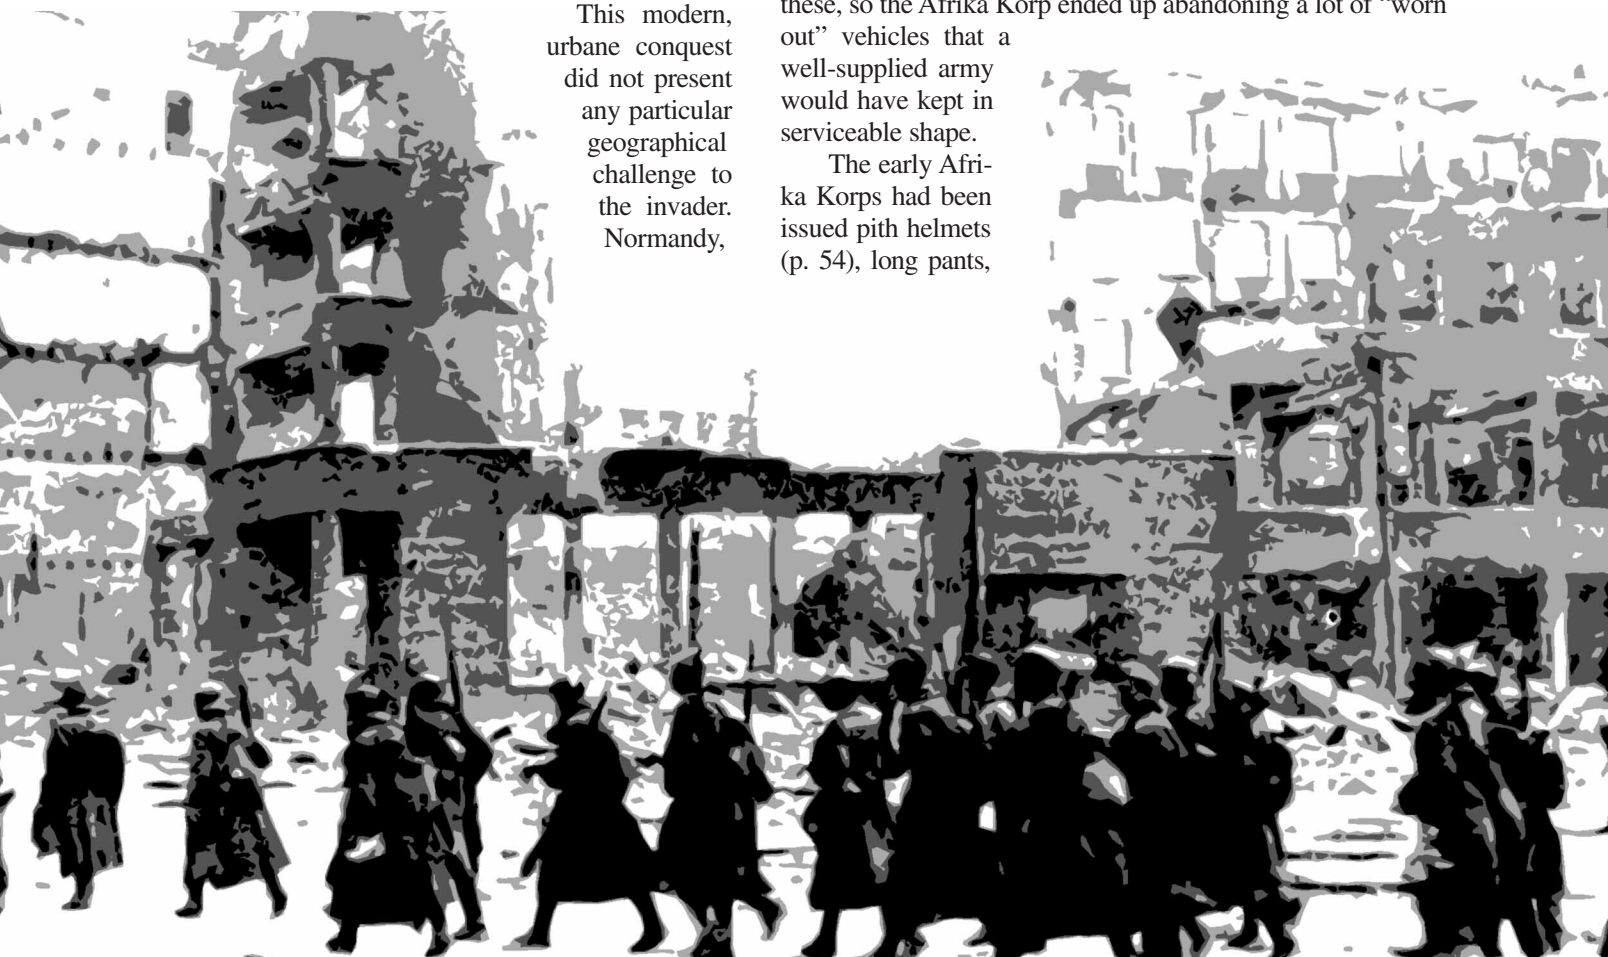 This modern,
urbane conquest
did not present
any particular
geographical
challenge to
the invader.
Normandy,
these, so the Afrika Korp ended up abandoning a lot of “worn
out” vehicles that a
well-supplied army
would have kept in
serviceable shape.
The early Afri-
ka Korps had been
issued pith helmets
(p. 54), long pants,